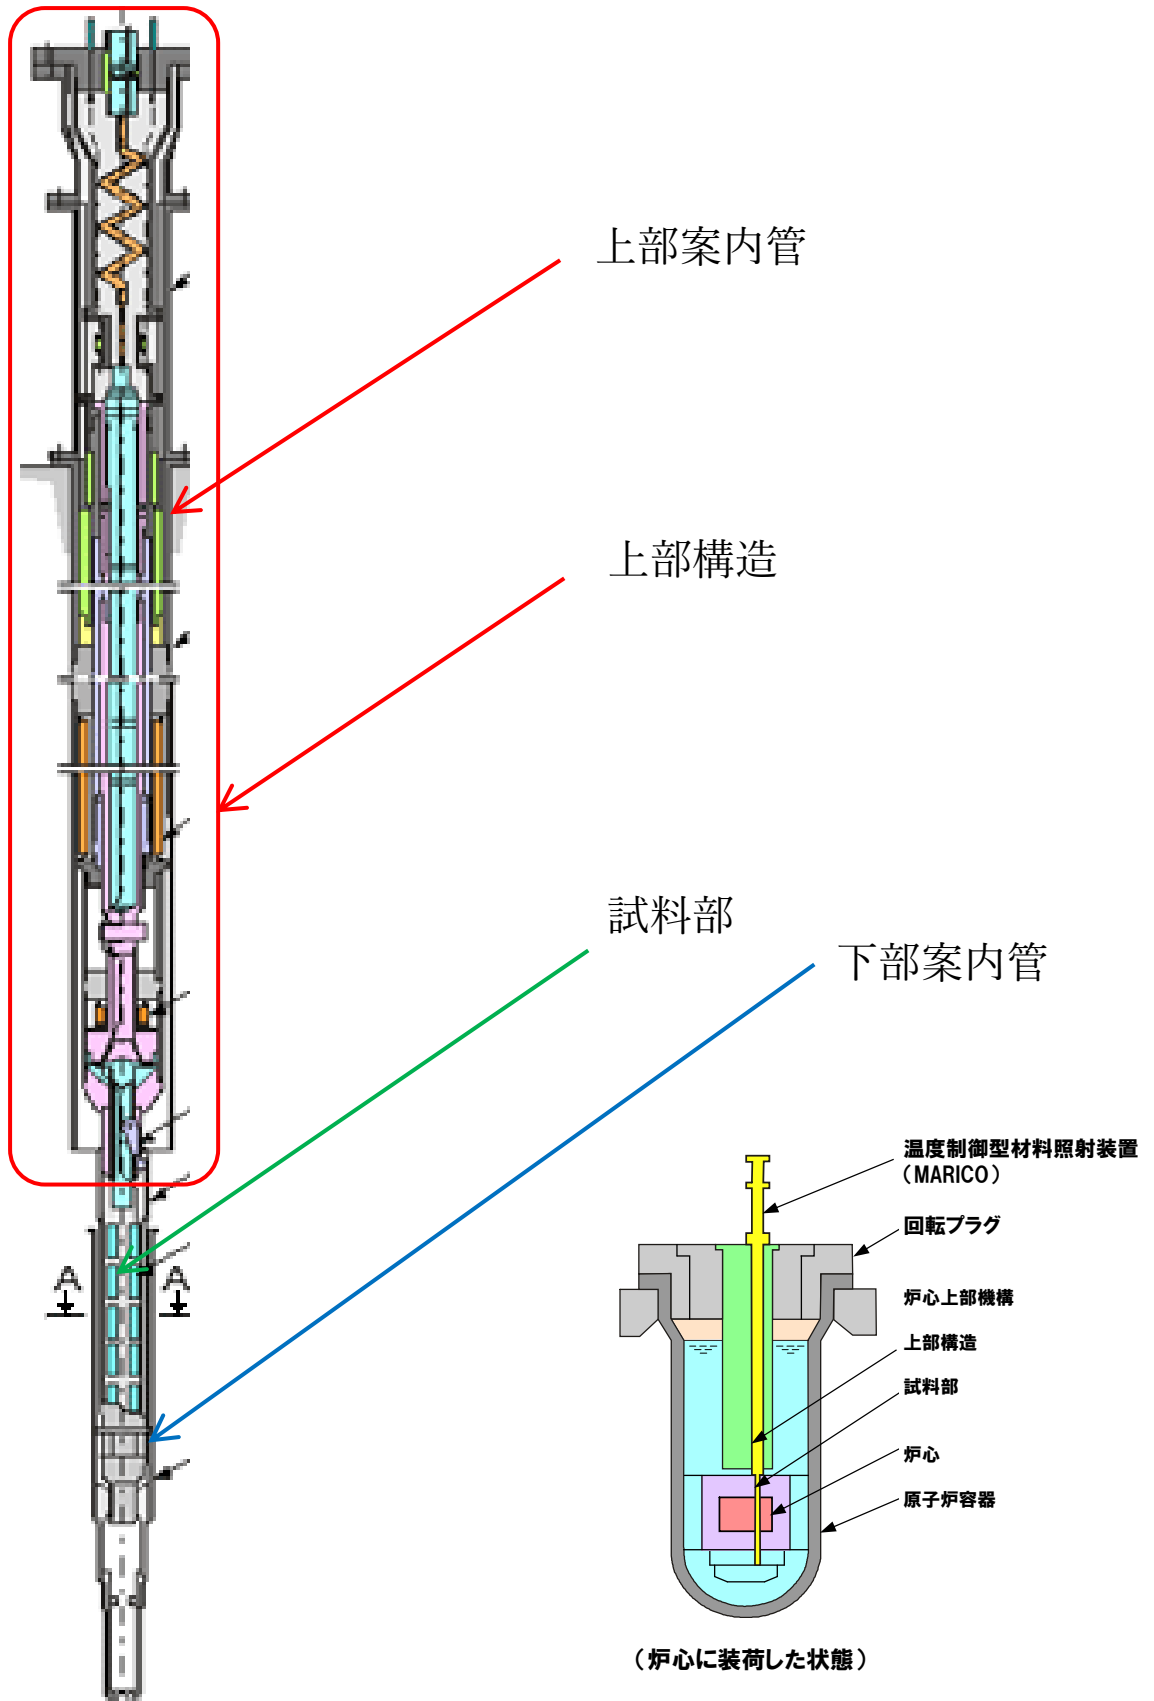 上部案内管
上部構造
試料部
下部案内管
A A
温度制御型材料照射装置
（MARICO）
回転プラグ
炉心上部機構
上部構造
試料部
炉心
原子炉容器
（炉心に装荷した状態）